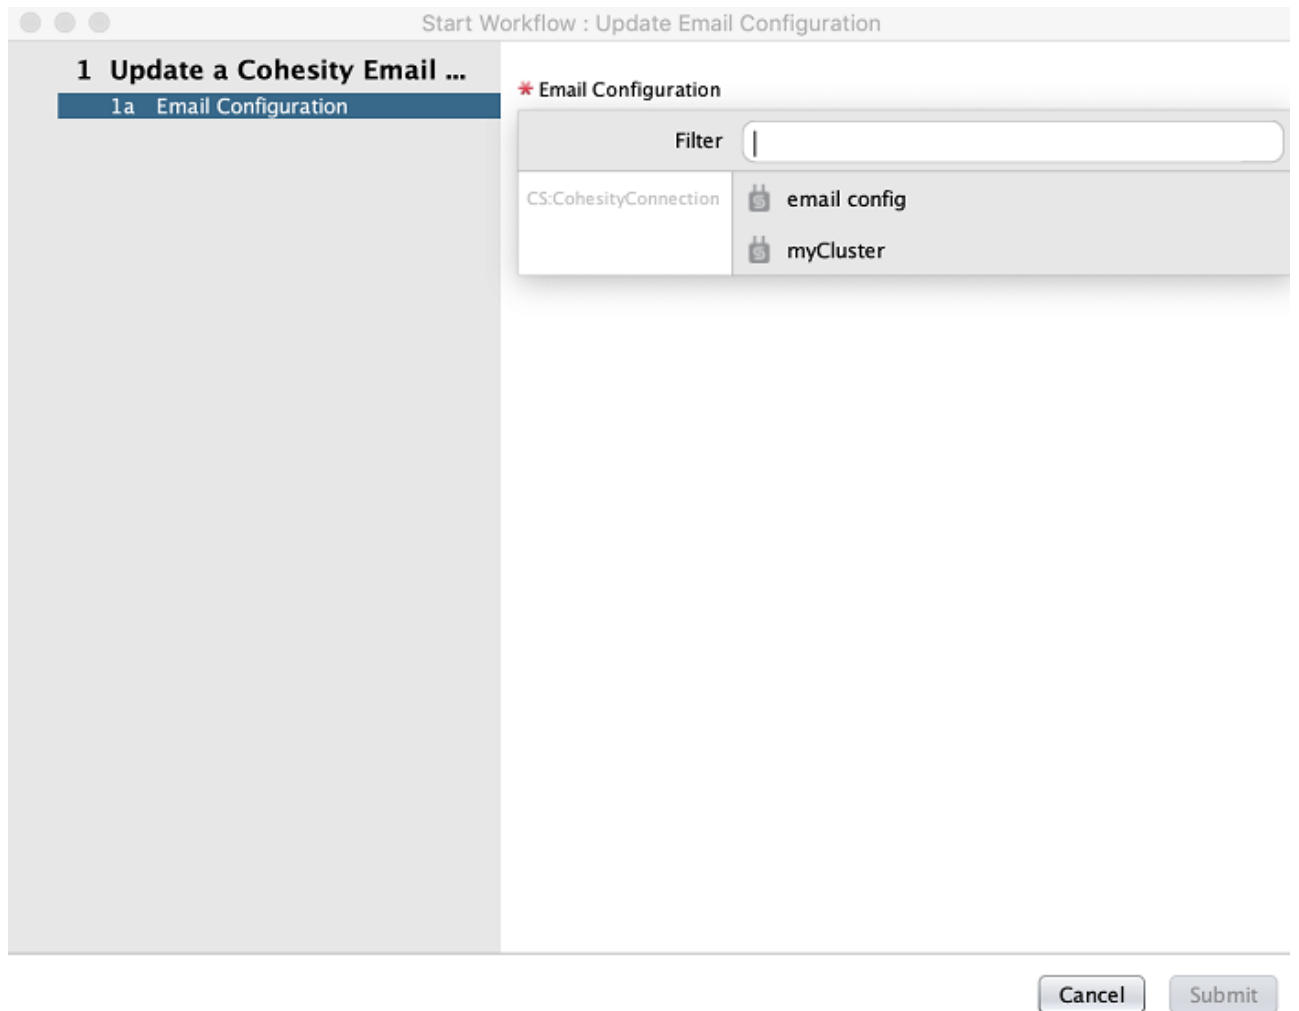 Start Workflow : Update Email Configuration
1 Update a Cohesity Email ...
1a Email Configuration
* Email Configuration
Filter
CS:CohesityConnection
email config
myCluster
Cancel
Submit